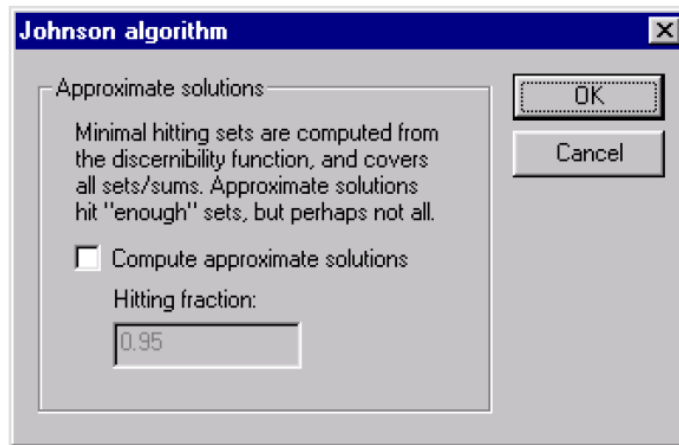 Johnson algorithm
Approximate solutions
Minimal hitting sets are computed from
the discernibility function, and covers
all sets/sums. Approximate solutions
hit "enough" sets, but perhaps not all.
Compute approximate solutions
Hitting fraction:
0.95
OK
Cancel